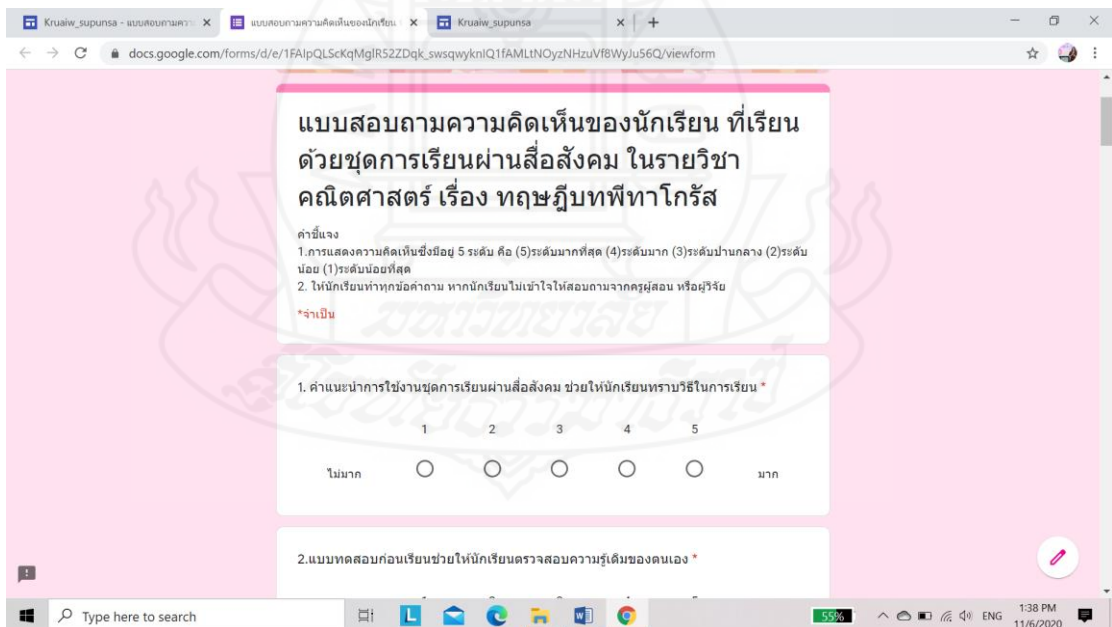 Kruaiw_supunsa - แบบสอบถามความ
แบบสอบถามความคิดเห็นของนักเรียน
Kruaiw_supunsa
docs.google.com/forms/d/e/1FAIpQLScKqMglR52ZDqk_swsqwyknIQ1fAMLtNOyzNHzuVf8WyJu56Q/viewform
แบบสอบถามความคิดเห็นของนักเรียน ที่เรียน
ด้วยชุดการเรียนผ่านสื่อสังคม ในรายวิชา
คณิตศาสตร์ เรื่อง ทฤษฎีบทพีทาโกรัส
คำชี้แจง
1.การแสดงความคิดเห็นซึ่งมีอยู่ 5 ระดับ คือ (5)ระดับมากที่สุด (4)ระดับมาก (3)ระดับปานกลาง (2)ระดับ
น้อย (1)ระดับน้อยที่สุด
2. ให้นักเรียนทำทุกข้อคำถาม หากนักเรียนไม่เข้าใจให้สอบถามจากครูผู้สอน หรือผู้วิจัย
*จำเป็น
1. คำแนะนำการใช้งานชุดการเรียนผ่านสื่อสังคม ช่วยให้นักเรียนทราบวิธีในการเรียน *
1 2 3 4 5
ไม่มาก มาก
2.แบบทดสอบก่อนเรียนช่วยให้นักเรียนตรวจสอบความรู้เดิมของตนเอง *
Type here to search
55%
ENG
1:38 PM
11/6/2020